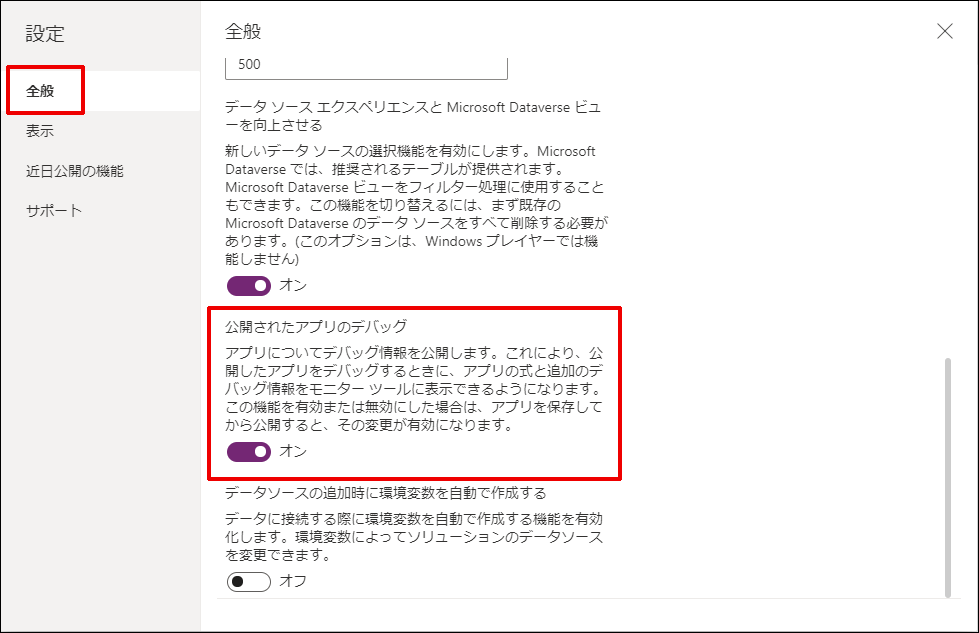 設定
全般
表示
近日公開の機能
サポート
全般
500
データ ソース エクスペリエンスと Microsoft Dataverse ビュ
ーを向上させる
新しいデータ ソースの選択機能を有効にします。Microsoft
Dataverse では、推奨されるテーブルが提供されます。
Microsoft Dataverse ビューをフィルター処理に使用すること
もできます。この機能を切り替えるには、まず既存の
Microsoft Dataverse のデータ ソースをすべて削除する必要が
あります。(このオプションは、Windows プレイヤーでは機
能しません)
オン
公開されたアプリのデバッグ
アプリについてデバッグ情報を公開します。これにより、公
開したアプリをデバッグするときに、アプリの式と追加のデ
バッグ情報をモニター ツールに表示できるようになります。
この機能を有効または無効にした場合は、アプリを保存して
から公開すると、その変更が有効になります。
オン
データソースの追加時に環境変数を自動で作成する
データに接続する際に環境変数を自動で作成する機能を有効
化します。環境変数によってソリューションのデータソース
を変更できます。
オフ